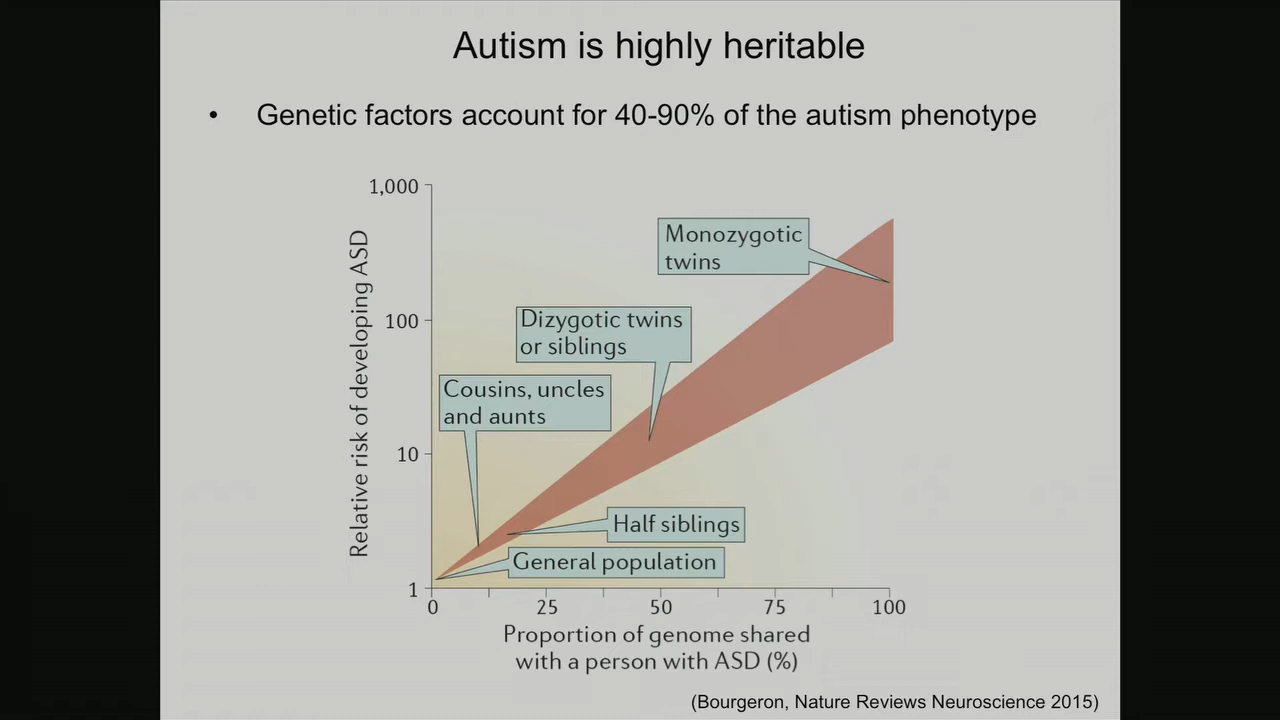 Autism is highly heritable
• Genetic factors account for 40-90% of the autism phenotype
1,000
100
10
1
Relative risk of developing ASD
Monozygotic
twins
Dizygotic twins
or siblings
Cousins, uncles
and aunts
Half siblings
General population
0 25 50 75 100
Proportion of genome shared
with a person with ASD (%)
(Bourgeron, Nature Reviews Neuroscience 2015)